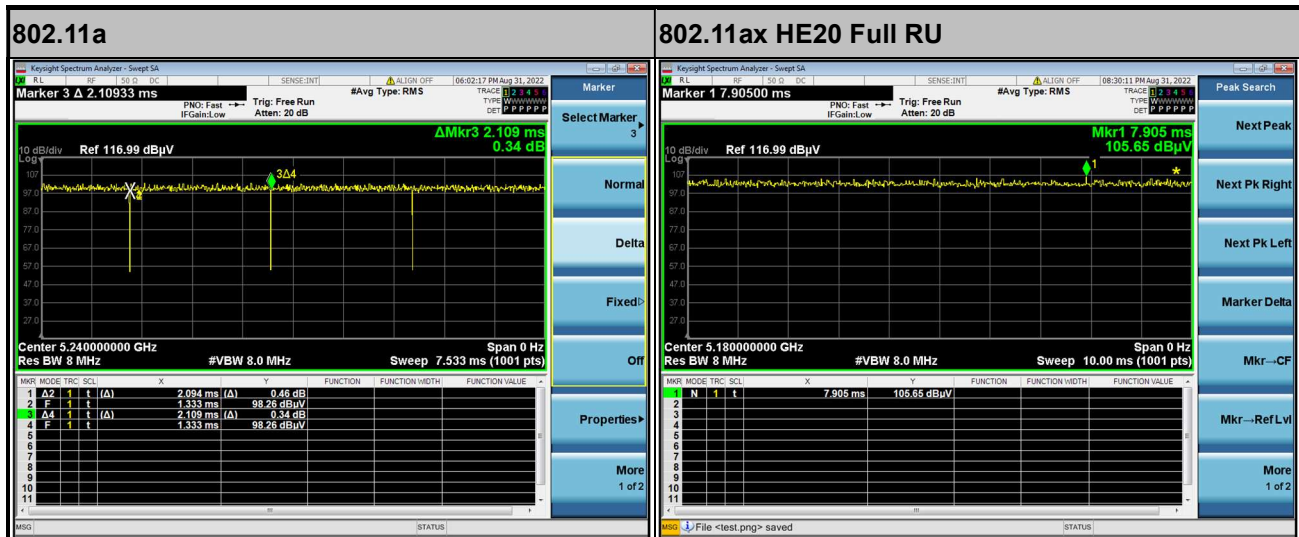 802.11a
Keysight Spectrum Analyzer - Swept SA
RL RF 50 Ω DC SENSE:INT ALIGN OFF 06:02:17 PM Aug 31, 2022
Marker 3 Δ 2.10933 ms #Avg Type: RMS TRACE 1 2 3 4 5 6
PNO: Fast Trig: Free Run TYPE WWWWWW
IFGain:Low Atten: 20 dB DET P P P P P P
ΔMkr3 2.109 ms
10 dB/div Ref 116.99 dBµV 0.34 dB
Log
107
3Δ4
97.0
87.0
77.0
67.0
57.0
47.0
37.0
27.0
Center 5.240000000 GHz Span 0 Hz
Res BW 8 MHz #VBW 8.0 MHz Sweep 7.533 ms (1001 pts)
MKR MODE TRC SCL X Y FUNCTION FUNCTION WIDTH FUNCTION VALUE
1 Δ2 1 t (Δ) 2.094 ms (Δ) 0.46 dB
2 F 1 t 1.333 ms 98.26 dBµV
3 Δ4 1 t (Δ) 2.109 ms (Δ) 0.34 dB
4 F 1 t 1.333 ms 98.26 dBµV
5
6
7
8
9
10
11
MSG STATUS
Marker
Select Marker
3
Normal
Delta
Fixed
Off
Properties
More
1 of 2
802.11ax HE20 Full RU
Keysight Spectrum Analyzer - Swept SA
RL RF 50 Ω DC SENSE:INT ALIGN OFF 08:30:11 PM Aug 31, 2022
Marker 1 7.90500 ms #Avg Type: RMS TRACE 1 2 3 4 5 6
PNO: Fast Trig: Free Run TYPE WWWWWW
IFGain:Low Atten: 20 dB DET P P P P P P
Mkr1 7.905 ms
10 dB/div Ref 116.99 dBµV 105.65 dBµV
Log
1
107
97.0
87.0
77.0
67.0
57.0
47.0
37.0
27.0
Center 5.180000000 GHz Span 0 Hz
Res BW 8 MHz #VBW 8.0 MHz Sweep 10.00 ms (1001 pts)
MKR MODE TRC SCL X Y FUNCTION FUNCTION WIDTH FUNCTION VALUE
1 N 1 t 7.905 ms 105.65 dBµV
2
3
4
5
6
7
8
9
10
11
MSG File <test.png> saved STATUS
Peak Search
Next Peak
Next Pk Right
Next Pk Left
Marker Delta
Mkr→CF
Mkr→Ref Lvl
More
1 of 2